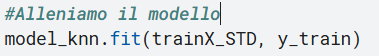 #Alleniamo il modello
model_knn.fit(trainX_STD, y_train)